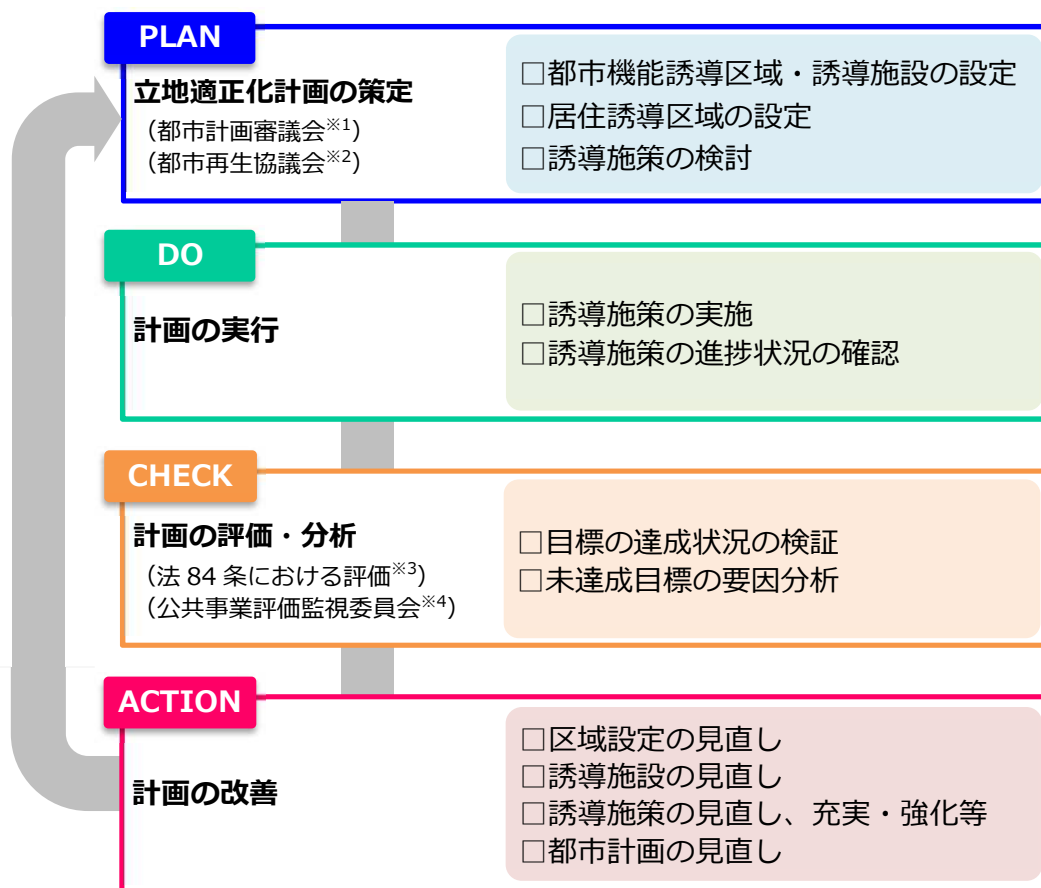 PLAN
立地適正化計画の策定
（都市計画審議会※1）
（都市再生協議会※2）
□都市機能誘導区域・誘導施設の設定
□居住誘導区域の設定
□誘導施策の検討
DO
計画の実行
□誘導施策の実施
□誘導施策の進捗状況の確認
CHECK
計画の評価・分析
（法 84 条における評価※3）
（公共事業評価監視委員会※4）
□目標の達成状況の検証
□未達成目標の要因分析
ACTION
計画の改善
□区域設定の見直し
□誘導施設の見直し
□誘導施策の見直し、充実・強化等
□都市計画の見直し